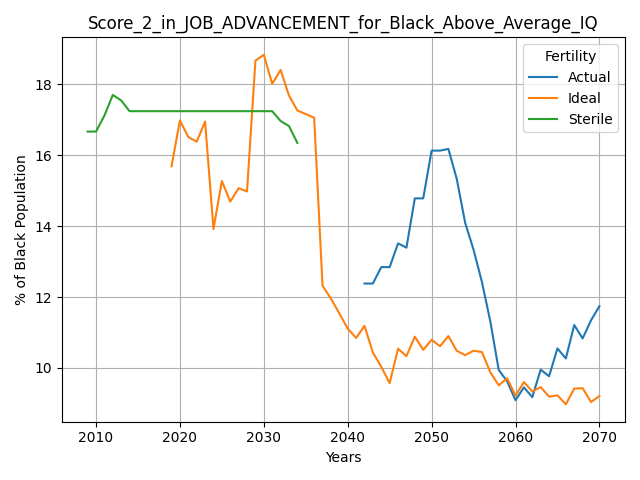 Score_2_in_JOB_ADVANCEMENT_for_Black_Above_Average_IQ
Fertility
Actual
Ideal
Sterile
% of Black Population
18
16
14
12
10
2010 2020 2030 2040 2050 2060 2070
Years